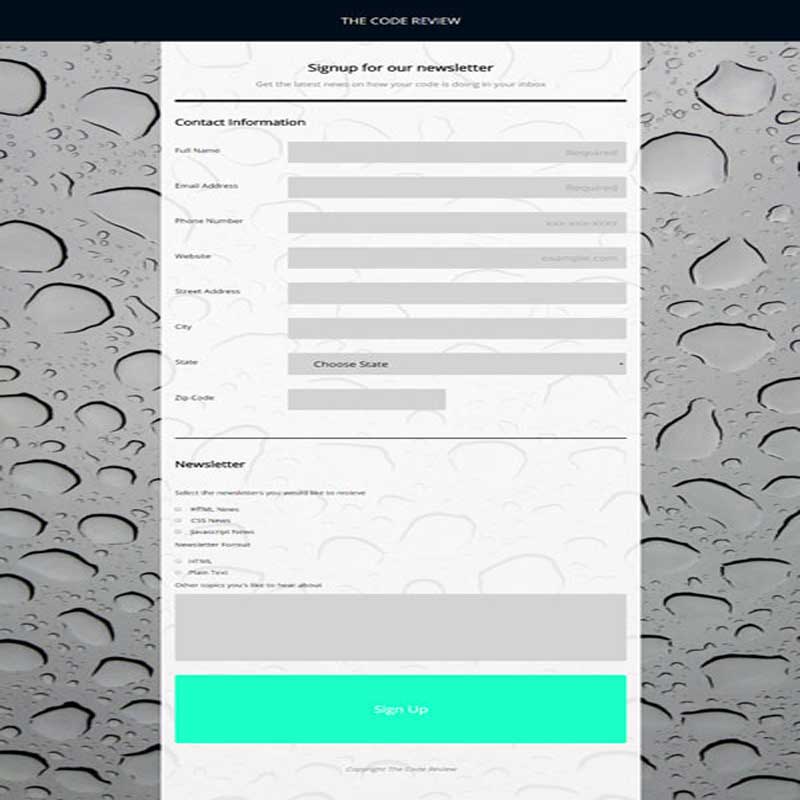 THE CODE REVIEW
Signup for our newsletter
Get the latest news on how your code is doing in your inbox
Contact Information
Full Name
Required
Email Address
Required
Phone Number
xxx-xxx-xxxx
Website
example.com
Street Address
City
State
Choose State
Zip Code
Newsletter
Select the newsletters you would like to recieve
HTML News
CSS News
Javascript News
Newsletter Format
HTML
Plain Text
Other topics you's like to hear about
Sign Up
Copyright The Code Review